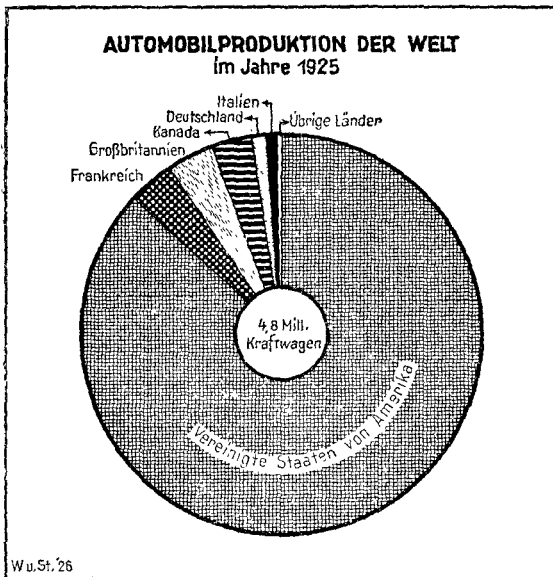 AUTOMOBILPRODUKTION DER WELT
im Jahre 1925
Italien
Deutschland
Übrige Länder
Kanada
Großbritannien
Frankreich
4,8 Mill.
Kraftwagen
Vereinigte Staaten von Amerika
W u. St. '26